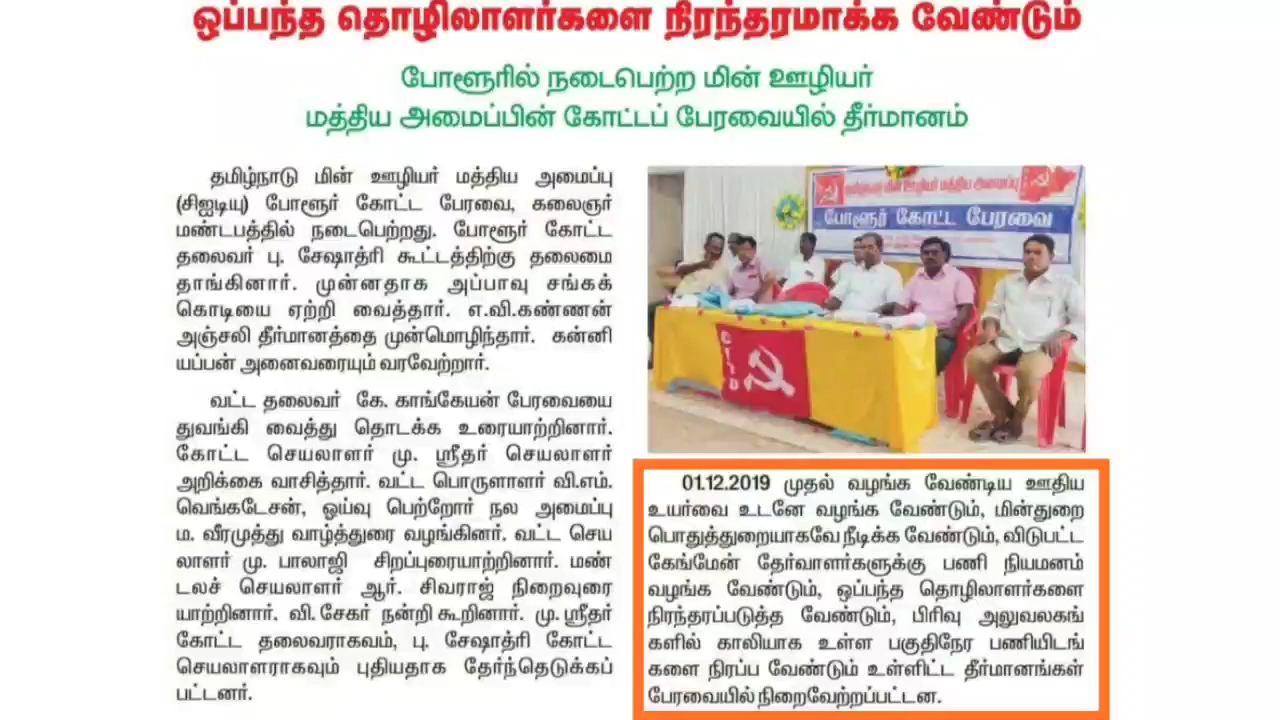 ஒப்பந்த தொழிலாளர்களை நிரந்தரமாக்க வேண்டும்
போளூரில் நடைபெற்ற மின் ஊழியர்
மத்திய அமைப்பின் கோட்டப் பேரவையில் தீர்மானம்
தமிழ்நாடு மின் ஊழியர் மத்திய அமைப்பு
(சிஐடியு) போளூர் கோட்ட பேரவை, கலைஞர்
மண்டபத்தில் நடைபெற்றது. போளூர் கோட்ட
தலைவர் பு. சேஷாத்ரி கூட்டத்திற்கு தலைமை
தாங்கினார். முன்னதாக அப்பாவு சங்கக்
கொடியை ஏற்றி வைத்தார். எ.வி.கண்ணன்
அஞ்சலி தீர்மானத்தை முன்மொழிந்தார். கன்னி
யப்பன் அனைவரையும் வரவேற்றார்.
வட்ட தலைவர் கே. காங்கேயன் பேரவையை
துவங்கி வைத்து தொடக்க உரையாற்றினார்.
கோட்ட செயலாளர் மு. ஸ்ரீதர் செயலாளர்
அறிக்கை வாசித்தார். வட்ட பொருளாளர் வி.எம்.
வெங்கடேசன், ஓய்வு பெற்றோர் நல அமைப்பு
ம. வீரமுத்து வாழ்த்துரை வழங்கினர். வட்ட செய
லாளர் மு. பாலாஜி சிறப்புரையாற்றினார். மண்
டலச் செயலாளர் ஆர். சிவராஜ் நிறைவுரை
யாற்றினார். வி. சேகர் நன்றி கூறினார். மு. ஸ்ரீதர்
கோட்ட தலைவராகவம், பு. சேஷாத்ரி கோட்ட
செயலாளராகவும் புதியதாக தேர்ந்தெடுக்கப்
பட்டனர்.
தமிழ்நாடு மின் ஊழியர் மத்திய அமைப்பு
போளூர் கோட்ட பேரவை
CITU
01.12.2019 முதல் வழங்க வேண்டிய ஊதிய
உயர்வை உடனே வழங்க வேண்டும், மின்துறை
பொதுத்துறையாகவே நீடிக்க வேண்டும், விடுபட்ட
கேங்மேன் தேர்வாளர்களுக்கு பணி நியமனம்
வழங்க வேண்டும், ஒப்பந்த தொழிலாளர்களை
நிரந்தரப்படுத்த வேண்டும், பிரிவு அலுவலகங்
களில் காலியாக உள்ள பகுதிநேர பணியிடங்
களை நிரப்ப வேண்டும் உள்ளிட்ட தீர்மானங்கள்
பேரவையில் நிறைவேற்றப்பட்டன.